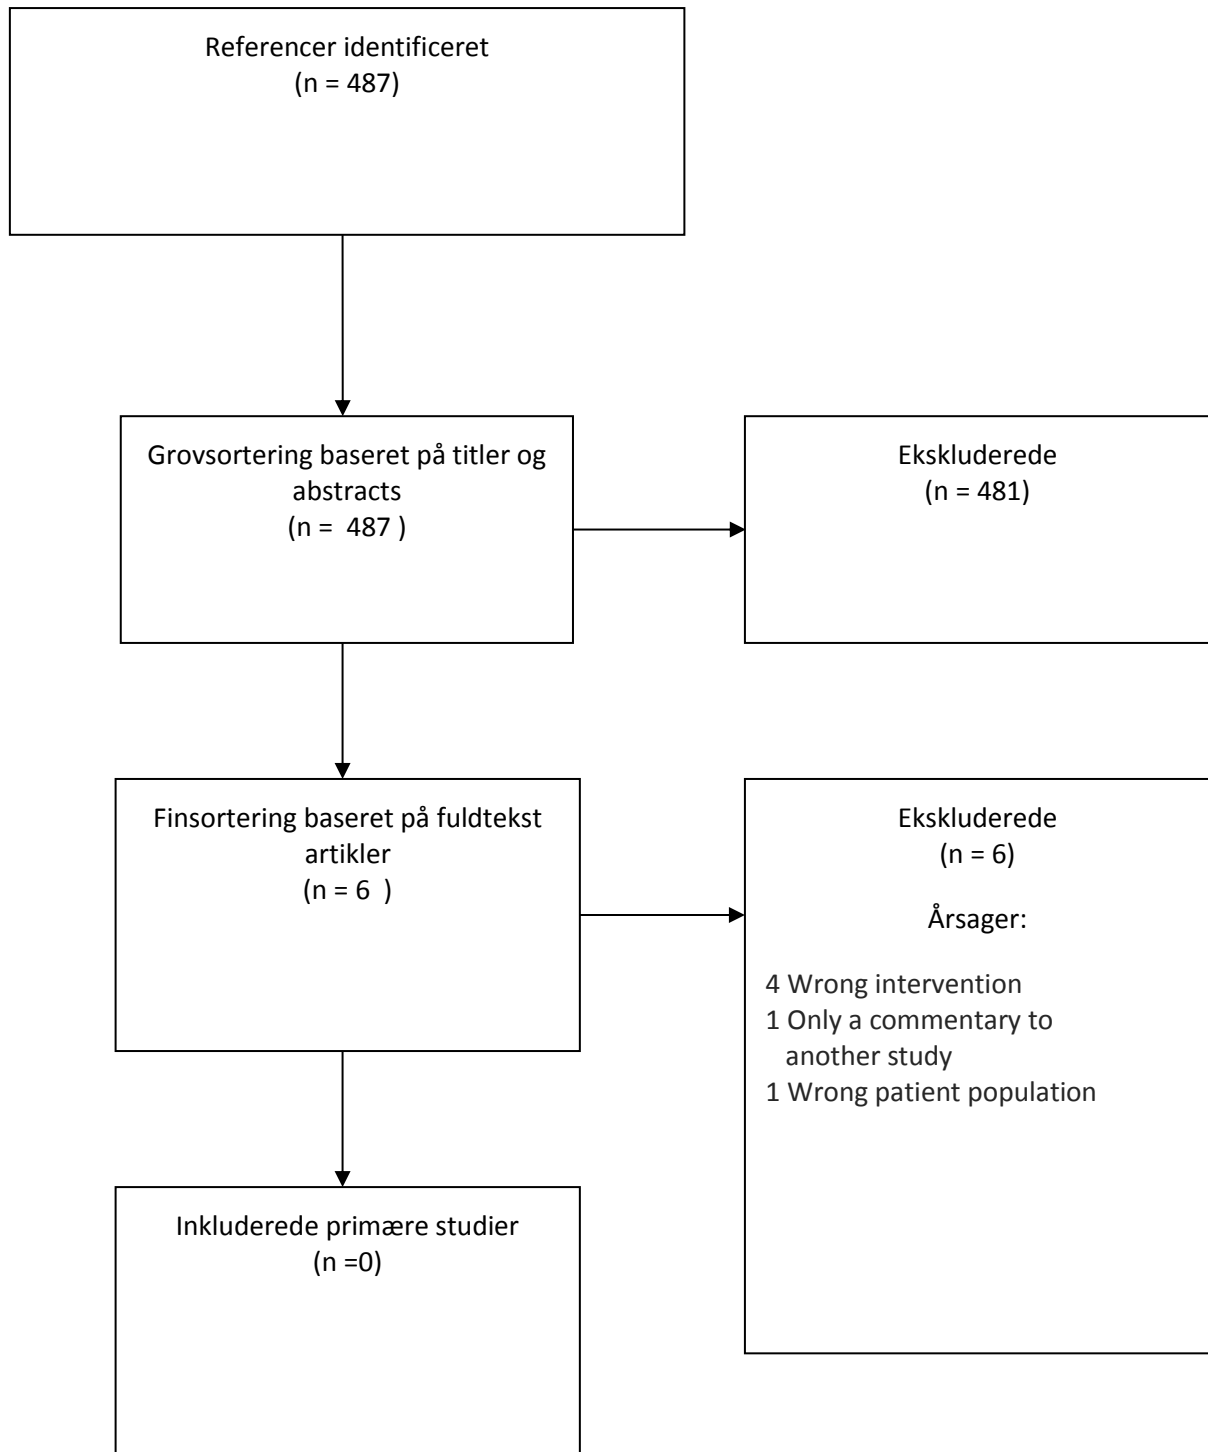 Referencer identificeret
(n = 487)
Grovsortering baseret på titler og
abstracts
(n =  487 )
Ekskluderede
(n = 481)
Finsortering baseret på fuldtekst
artikler
(n = 6  )
Ekskluderede
(n = 6)
Årsager:
4 Wrong intervention
1 Only a commentary to
another study
1 Wrong patient population
Inkluderede primære studier
(n =0)